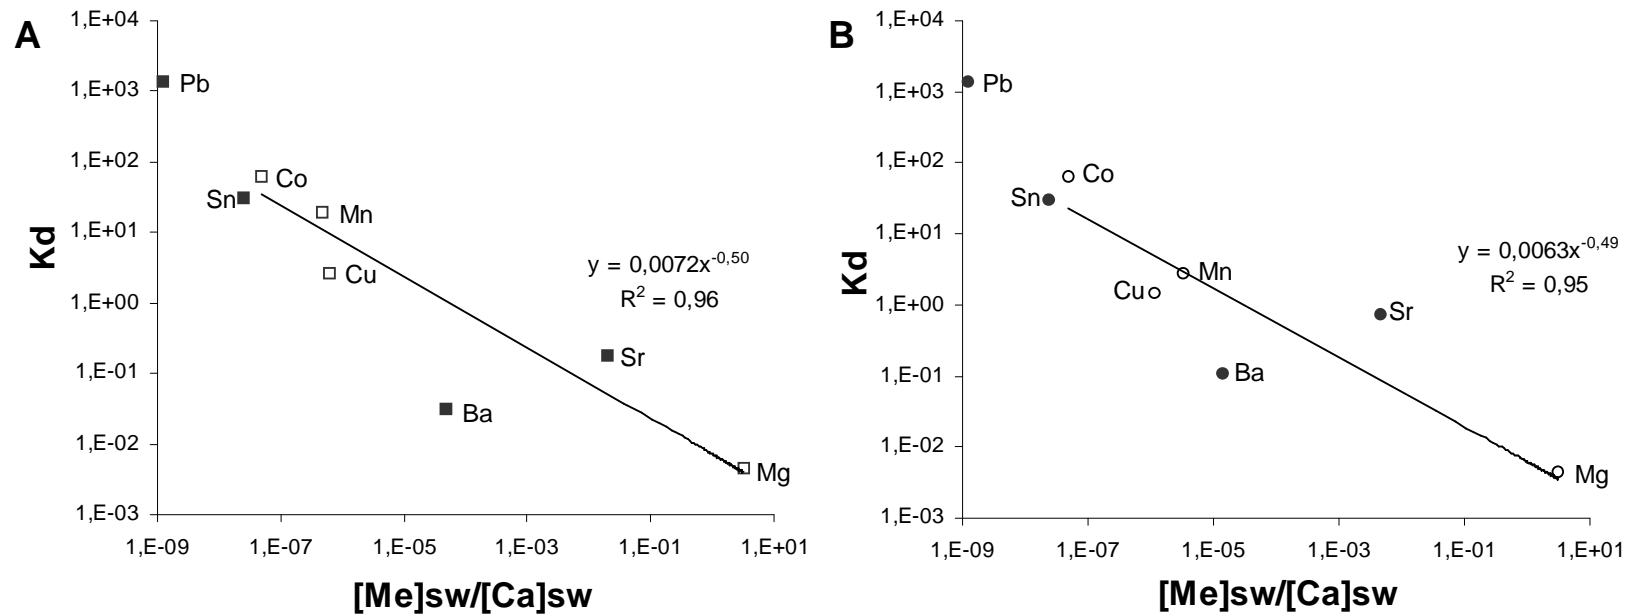 A
1,E+04
1,E+03
1,E+02
1,E+01
1,E+00
1,E-01
1,E-02
1,E-03
Kd
Pb
Co
Sn
Mn
Cu
y = 0,0072x^-0,50
R² = 0,96
Sr
Ba
Mg
1,E-09 1,E-07 1,E-05 1,E-03 1,E-01 1,E+01
[Me]sw/[Ca]sw
B
1,E+04
1,E+03
1,E+02
1,E+01
1,E+00
1,E-01
1,E-02
1,E-03
Kd
Pb
Co
Sn
Mn
Cu
y = 0,0063x^-0,49
R² = 0,95
Sr
Ba
Mg
1,E-09 1,E-07 1,E-05 1,E-03 1,E-01 1,E+01
[Me]sw/[Ca]sw